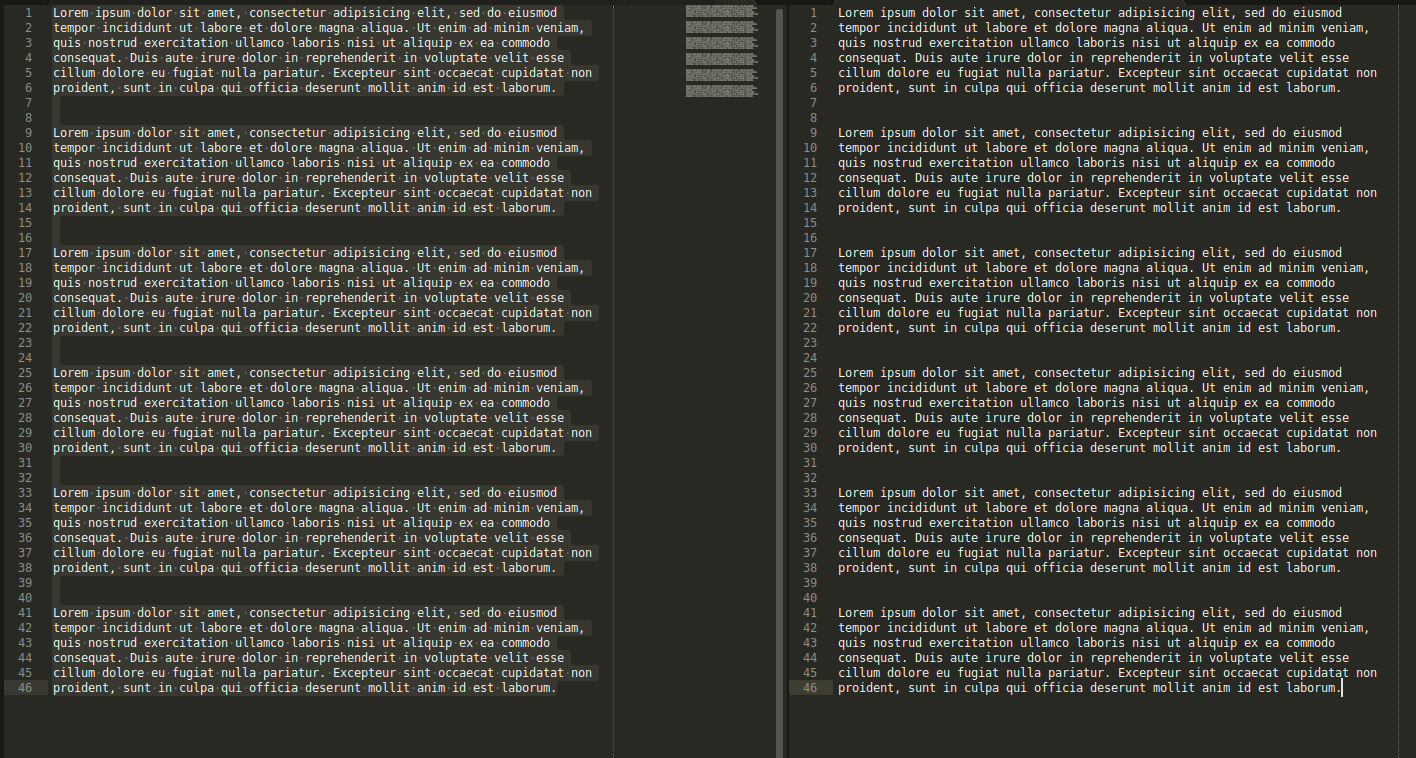 1 Lorem ipsum dolor sit amet, consectetur adipisicing elit, sed do eiusmod
2 tempor incididunt ut labore et dolore magna aliqua. Ut enim ad minim veniam,
3 quis nostrud exercitation ullamco laboris nisi ut aliquip ex ea commodo
4 consequat. Duis aute irure dolor in reprehenderit in voluptate velit esse
5 cillum dolore eu fugiat nulla pariatur. Excepteur sint occaecat cupidatat non
6 proident, sunt in culpa qui officia deserunt mollit anim id est laborum.
7
8
9 Lorem ipsum dolor sit amet, consectetur adipisicing elit, sed do eiusmod
10 tempor incididunt ut labore et dolore magna aliqua. Ut enim ad minim veniam,
11 quis nostrud exercitation ullamco laboris nisi ut aliquip ex ea commodo
12 consequat. Duis aute irure dolor in reprehenderit in voluptate velit esse
13 cillum dolore eu fugiat nulla pariatur. Excepteur sint occaecat cupidatat non
14 proident, sunt in culpa qui officia deserunt mollit anim id est laborum.
15
16
17 Lorem ipsum dolor sit amet, consectetur adipisicing elit, sed do eiusmod
18 tempor incididunt ut labore et dolore magna aliqua. Ut enim ad minim veniam,
19 quis nostrud exercitation ullamco laboris nisi ut aliquip ex ea commodo
20 consequat. Duis aute irure dolor in reprehenderit in voluptate velit esse
21 cillum dolore eu fugiat nulla pariatur. Excepteur sint occaecat cupidatat non
22 proident, sunt in culpa qui officia deserunt mollit anim id est laborum.
23
24
25 Lorem ipsum dolor sit amet, consectetur adipisicing elit, sed do eiusmod
26 tempor incididunt ut labore et dolore magna aliqua. Ut enim ad minim veniam,
27 quis nostrud exercitation ullamco laboris nisi ut aliquip ex ea commodo
28 consequat. Duis aute irure dolor in reprehenderit in voluptate velit esse
29 cillum dolore eu fugiat nulla pariatur. Excepteur sint occaecat cupidatat non
30 proident, sunt in culpa qui officia deserunt mollit anim id est laborum.
31
32
33 Lorem ipsum dolor sit amet, consectetur adipisicing elit, sed do eiusmod
34 tempor incididunt ut labore et dolore magna aliqua. Ut enim ad minim veniam,
35 quis nostrud exercitation ullamco laboris nisi ut aliquip ex ea commodo
36 consequat. Duis aute irure dolor in reprehenderit in voluptate velit esse
37 cillum dolore eu fugiat nulla pariatur. Excepteur sint occaecat cupidatat non
38 proident, sunt in culpa qui officia deserunt mollit anim id est laborum.
39
40
41 Lorem ipsum dolor sit amet, consectetur adipisicing elit, sed do eiusmod
42 tempor incididunt ut labore et dolore magna aliqua. Ut enim ad minim veniam,
43 quis nostrud exercitation ullamco laboris nisi ut aliquip ex ea commodo
44 consequat. Duis aute irure dolor in reprehenderit in voluptate velit esse
45 cillum dolore eu fugiat nulla pariatur. Excepteur sint occaecat cupidatat non
46 proident, sunt in culpa qui officia deserunt mollit anim id est laborum.
1 Lorem ipsum dolor sit amet, consectetur adipisicing elit, sed do eiusmod
2 tempor incididunt ut labore et dolore magna aliqua. Ut enim ad minim veniam,
3 quis nostrud exercitation ullamco laboris nisi ut aliquip ex ea commodo
4 consequat. Duis aute irure dolor in reprehenderit in voluptate velit esse
5 cillum dolore eu fugiat nulla pariatur. Excepteur sint occaecat cupidatat non
6 proident, sunt in culpa qui officia deserunt mollit anim id est laborum.
7
8
9 Lorem ipsum dolor sit amet, consectetur adipisicing elit, sed do eiusmod
10 tempor incididunt ut labore et dolore magna aliqua. Ut enim ad minim veniam,
11 quis nostrud exercitation ullamco laboris nisi ut aliquip ex ea commodo
12 consequat. Duis aute irure dolor in reprehenderit in voluptate velit esse
13 cillum dolore eu fugiat nulla pariatur. Excepteur sint occaecat cupidatat non
14 proident, sunt in culpa qui officia deserunt mollit anim id est laborum.
15
16
17 Lorem ipsum dolor sit amet, consectetur adipisicing elit, sed do eiusmod
18 tempor incididunt ut labore et dolore magna aliqua. Ut enim ad minim veniam,
19 quis nostrud exercitation ullamco laboris nisi ut aliquip ex ea commodo
20 consequat. Duis aute irure dolor in reprehenderit in voluptate velit esse
21 cillum dolore eu fugiat nulla pariatur. Excepteur sint occaecat cupidatat non
22 proident, sunt in culpa qui officia deserunt mollit anim id est laborum.
23
24
25 Lorem ipsum dolor sit amet, consectetur adipisicing elit, sed do eiusmod
26 tempor incididunt ut labore et dolore magna aliqua. Ut enim ad minim veniam,
27 quis nostrud exercitation ullamco laboris nisi ut aliquip ex ea commodo
28 consequat. Duis aute irure dolor in reprehenderit in voluptate velit esse
29 cillum dolore eu fugiat nulla pariatur. Excepteur sint occaecat cupidatat non
30 proident, sunt in culpa qui officia deserunt mollit anim id est laborum.
31
32
33 Lorem ipsum dolor sit amet, consectetur adipisicing elit, sed do eiusmod
34 tempor incididunt ut labore et dolore magna aliqua. Ut enim ad minim veniam,
35 quis nostrud exercitation ullamco laboris nisi ut aliquip ex ea commodo
36 consequat. Duis aute irure dolor in reprehenderit in voluptate velit esse
37 cillum dolore eu fugiat nulla pariatur. Excepteur sint occaecat cupidatat non
38 proident, sunt in culpa qui officia deserunt mollit anim id est laborum.
39
40
41 Lorem ipsum dolor sit amet, consectetur adipisicing elit, sed do eiusmod
42 tempor incididunt ut labore et dolore magna aliqua. Ut enim ad minim veniam,
43 quis nostrud exercitation ullamco laboris nisi ut aliquip ex ea commodo
44 consequat. Duis aute irure dolor in reprehenderit in voluptate velit esse
45 cillum dolore eu fugiat nulla pariatur. Excepteur sint occaecat cupidatat non
46 proident, sunt in culpa qui officia deserunt mollit anim id est laborum.